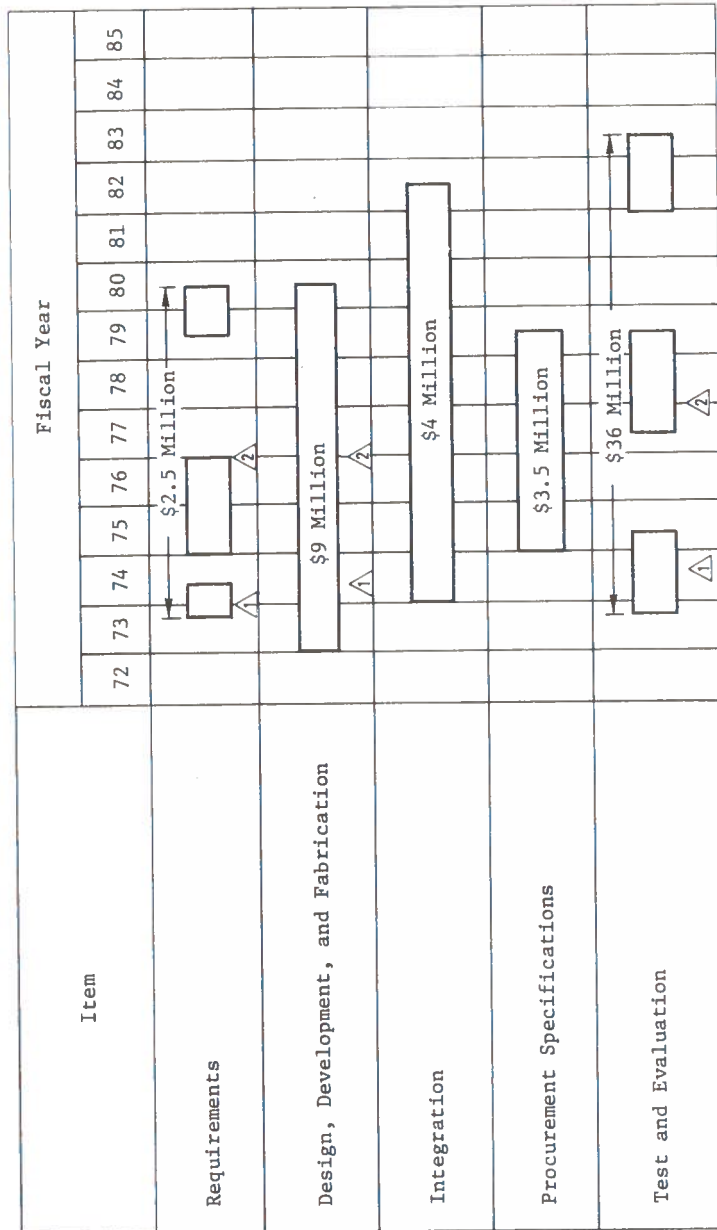 Item
Fiscal Year
72 73 74 75 76 77 78 79 80 81 82 83 84 85
Requirements
$2.5 Million
1
2
Design, Development, and Fabrication
$9 Million
1
2
Integration
$4 Million
Procurement Specifications
$3.5 Million
Test and Evaluation
$36 Million
1
2